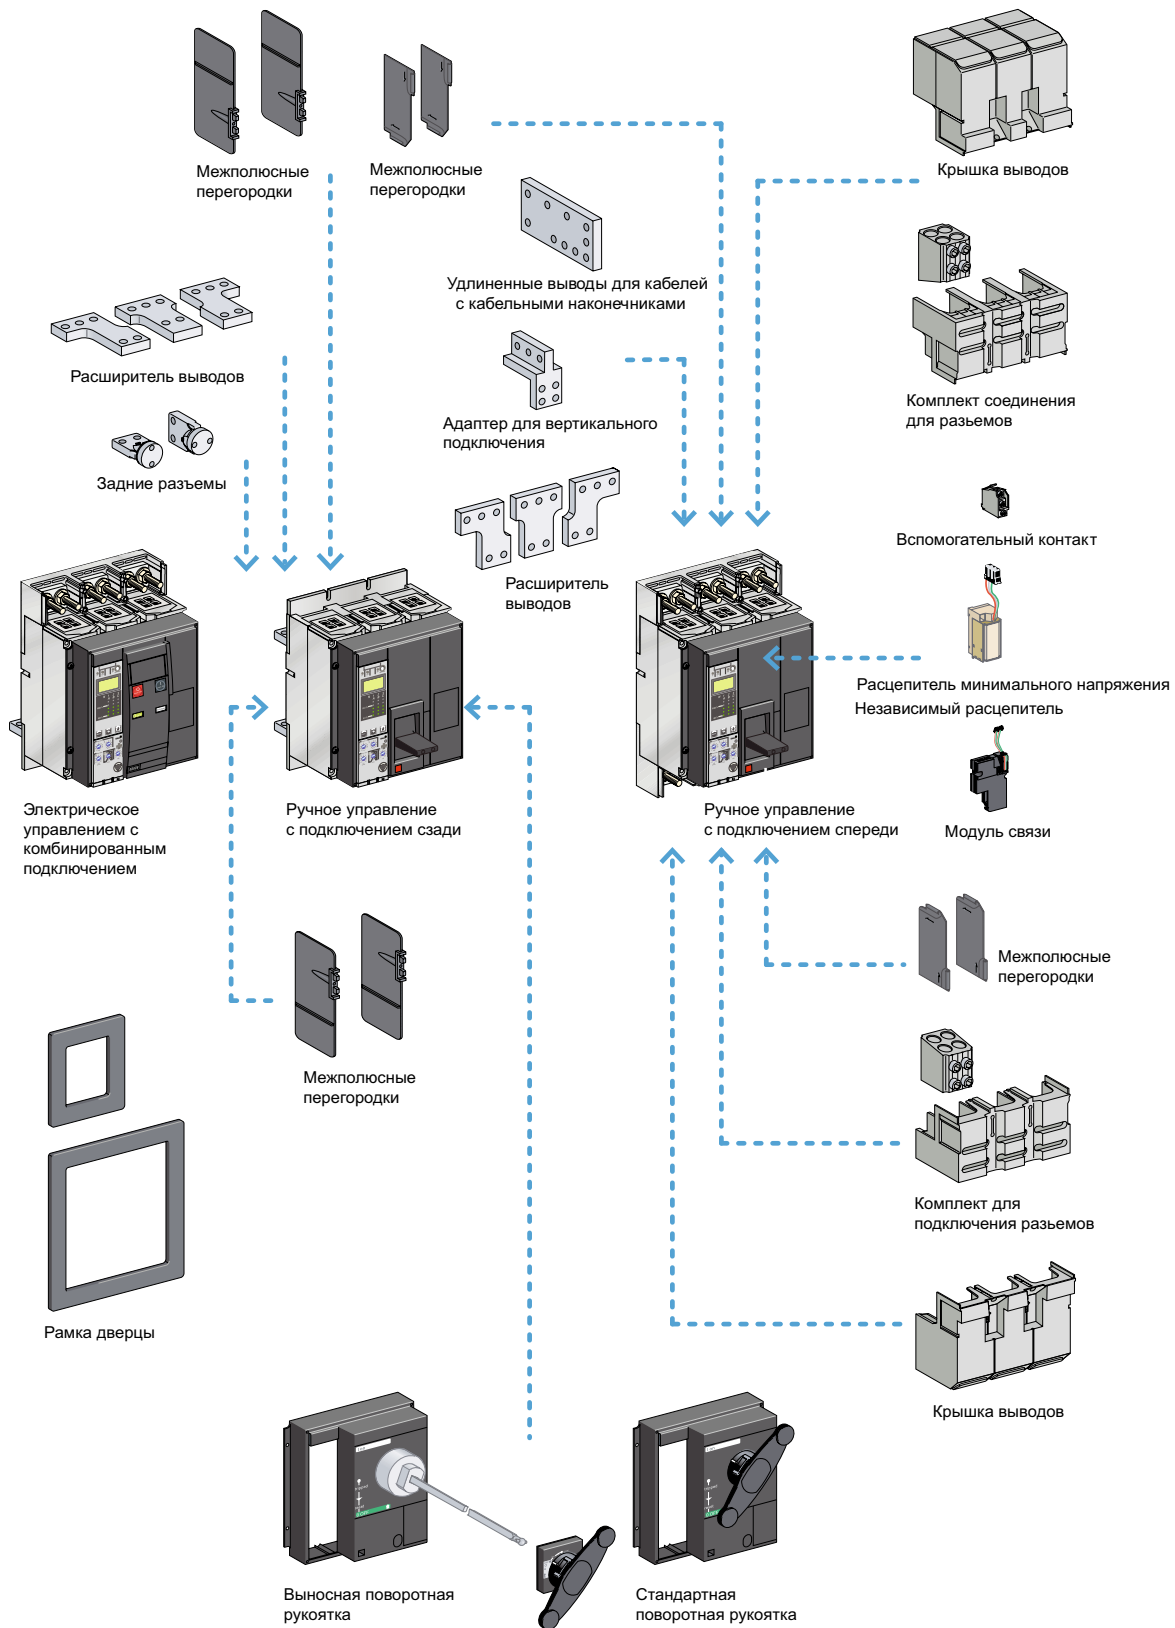 Межполюсные
перегородки
Межполюсные
перегородки
Крышка выводов
Удлиненные выводы для кабелей
с кабельными наконечниками
Расширитель выводов
Адаптер для вертикального
подключения
Комплект соединения
для разьемов
Задние разъемы
Вспомогательный контакт
Расширитель
выводов
Расцепитель минимального напряжения
Независимый расцепитель
Электрическое
управлением с
комбинированным
подключением
Ручное управление
с подключением сзади
Ручное управление
с подключением спереди
Модуль связи
Межполюсные
перегородки
Межполюсные
перегородки
Комплект для
подключения разьемов
Рамка дверцы
Крышка выводов
Выносная поворотная
рукоятка
Стандартная
поворотная рукоятка